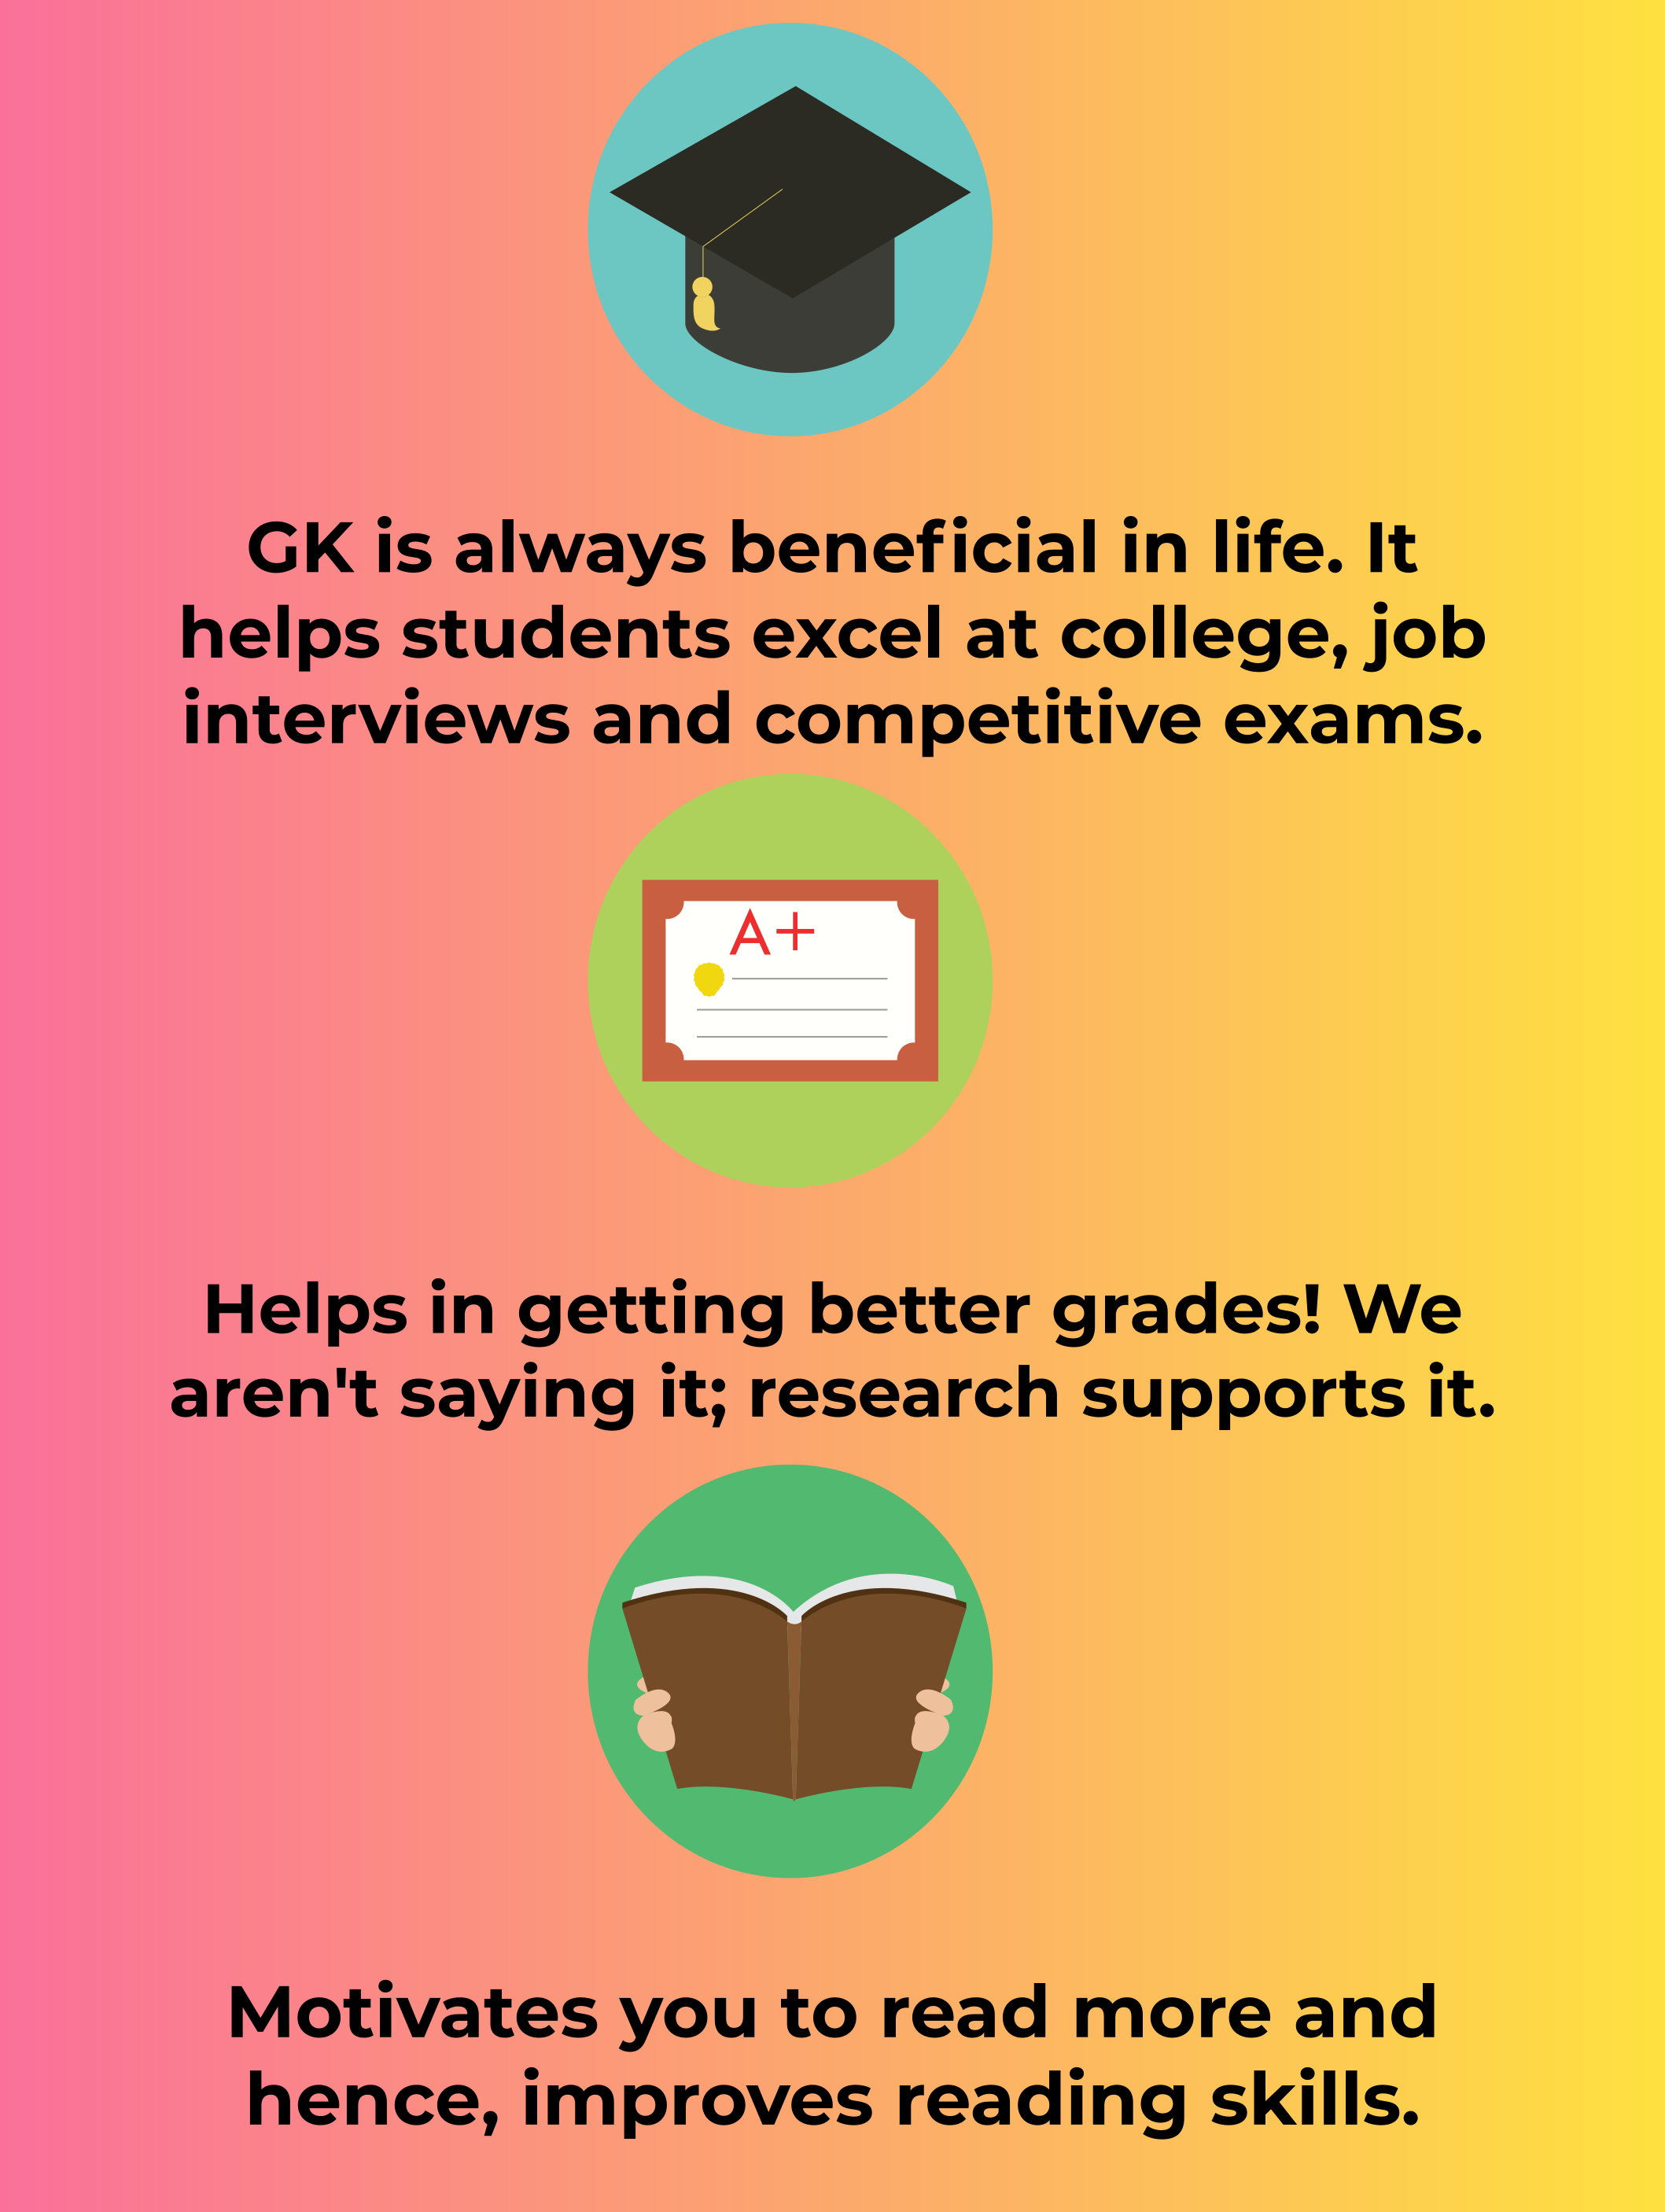 GK is always beneficial in life. It
helps students excel at college, job
interviews and competitive exams.
A+
Helps in getting better grades! We
aren't saying it; research supports it.
Motivates you to read more and
hence, improves reading skills.